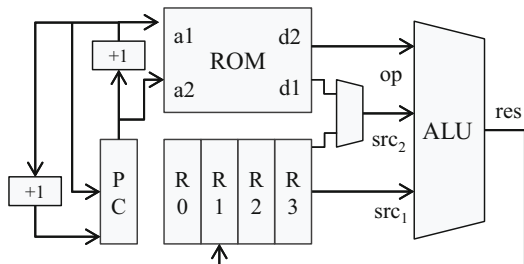 a1 d2
+1 ROM
a2 d1
op
res
src2 ALU
P C
R 0 R 1 R 2 R 3
+1
src1